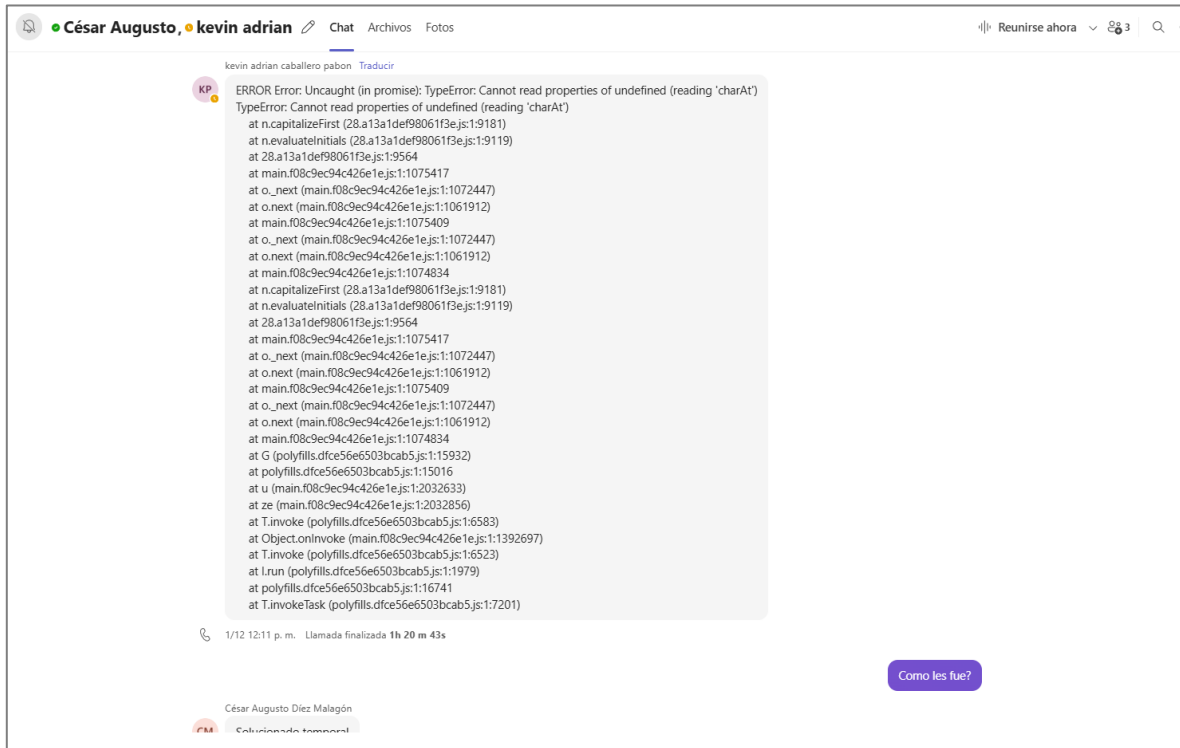 César Augusto, kevin adrian Chat Archivos Fotos Reunirse ahora 3
kevin adrian caballero pabon Traducir
KP
ERROR Error: Uncaught (in promise): TypeError: Cannot read properties of undefined (reading 'charAt')
TypeError: Cannot read properties of undefined (reading 'charAt')
at n.capitalizeFirst (28.a13a1def98061f3e.js:1:9181)
at n.evaluateInitials (28.a13a1def98061f3e.js:1:9119)
at 28.a13a1def98061f3e.js:1:9564
at main.f08c9ec94c426e1e.js:1:1075417
at o._next (main.f08c9ec94c426e1e.js:1:1072447)
at o.next (main.f08c9ec94c426e1e.js:1:1061912)
at main.f08c9ec94c426e1e.js:1:1075409
at o._next (main.f08c9ec94c426e1e.js:1:1072447)
at o.next (main.f08c9ec94c426e1e.js:1:1061912)
at main.f08c9ec94c426e1e.js:1:1074834
at n.capitalizeFirst (28.a13a1def98061f3e.js:1:9181)
at n.evaluateInitials (28.a13a1def98061f3e.js:1:9119)
at 28.a13a1def98061f3e.js:1:9564
at main.f08c9ec94c426e1e.js:1:1075417
at o._next (main.f08c9ec94c426e1e.js:1:1072447)
at o.next (main.f08c9ec94c426e1e.js:1:1061912)
at main.f08c9ec94c426e1e.js:1:1075409
at o._next (main.f08c9ec94c426e1e.js:1:1072447)
at o.next (main.f08c9ec94c426e1e.js:1:1061912)
at main.f08c9ec94c426e1e.js:1:1074834
at G (polyfills.dfce56e6503bcab5.js:1:15932)
at polyfills.dfce56e6503bcab5.js:1:15016
at u (main.f08c9ec94c426e1e.js:1:2032633)
at ze (main.f08c9ec94c426e1e.js:1:2032856)
at T.invoke (polyfills.dfce56e6503bcab5.js:1:6583)
at Object.onInvoke (main.f08c9ec94c426e1e.js:1:1392697)
at T.invoke (polyfills.dfce56e6503bcab5.js:1:6523)
at l.run (polyfills.dfce56e6503bcab5.js:1:1979)
at polyfills.dfce56e6503bcab5.js:1:16741
at T.invokeTask (polyfills.dfce56e6503bcab5.js:1:7201)
1/12 12:11 p. m. Llamada finalizada 1h 20 m 43s
Como les fue?
César Augusto Díez Malagón
CM Solucionado temporal